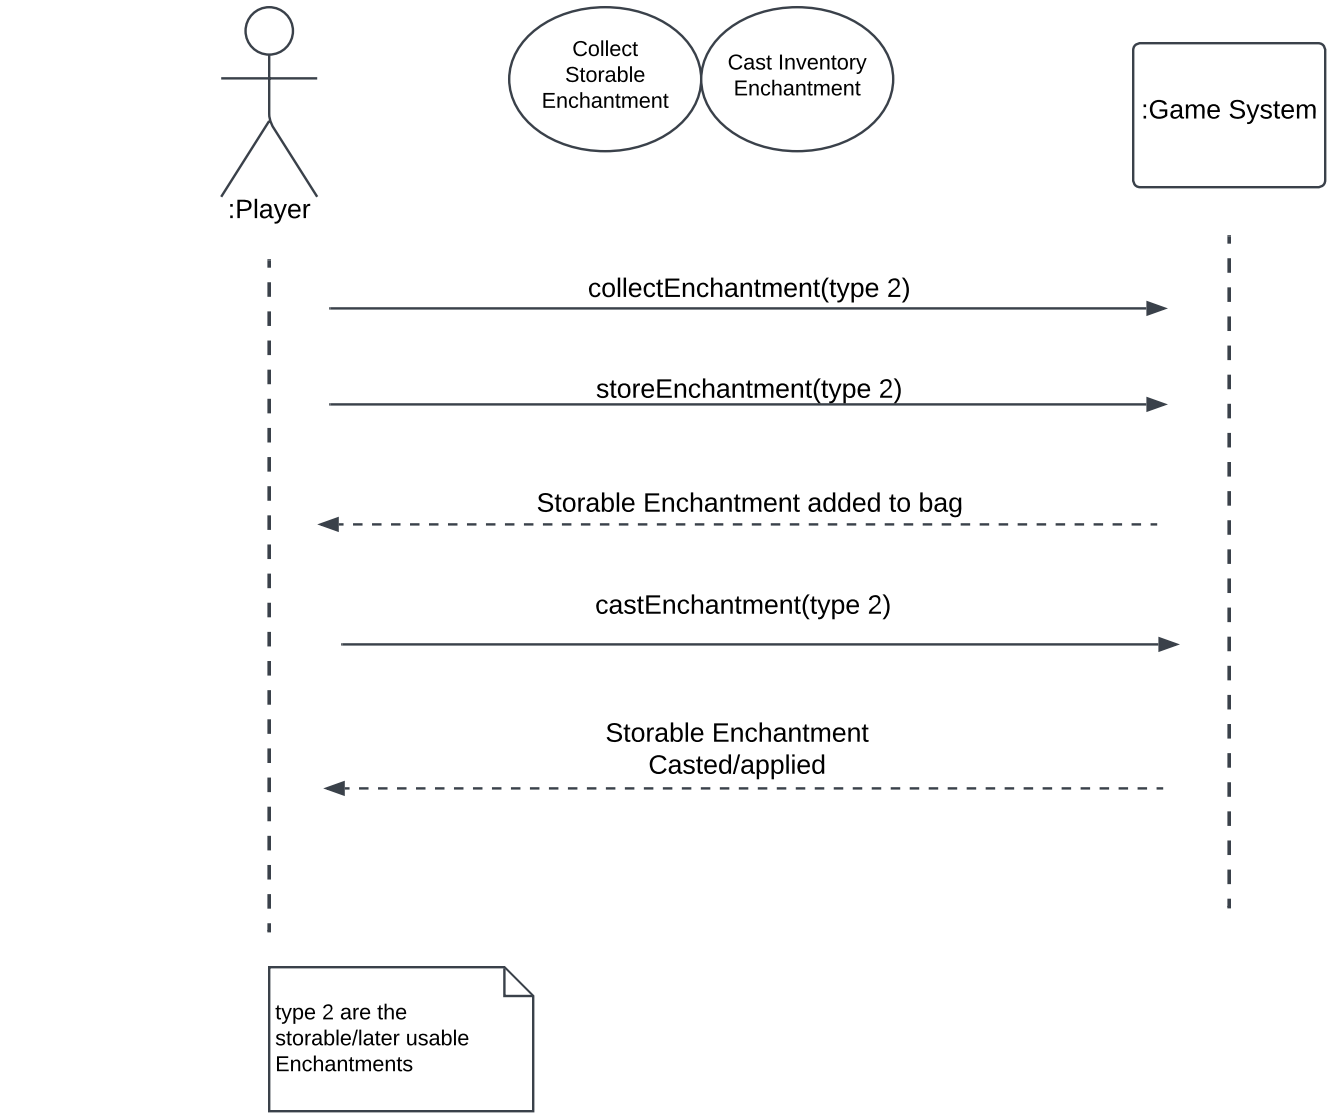 Collect
Storable
Enchantment
Cast Inventory
Enchantment
:Game System
:Player
collectEnchantment(type 2)
storeEnchantment(type 2)
Storable Enchantment added to bag
castEnchantment(type 2)
Storable Enchantment
Casted/applied
type 2 are the
storable/later usable
Enchantments